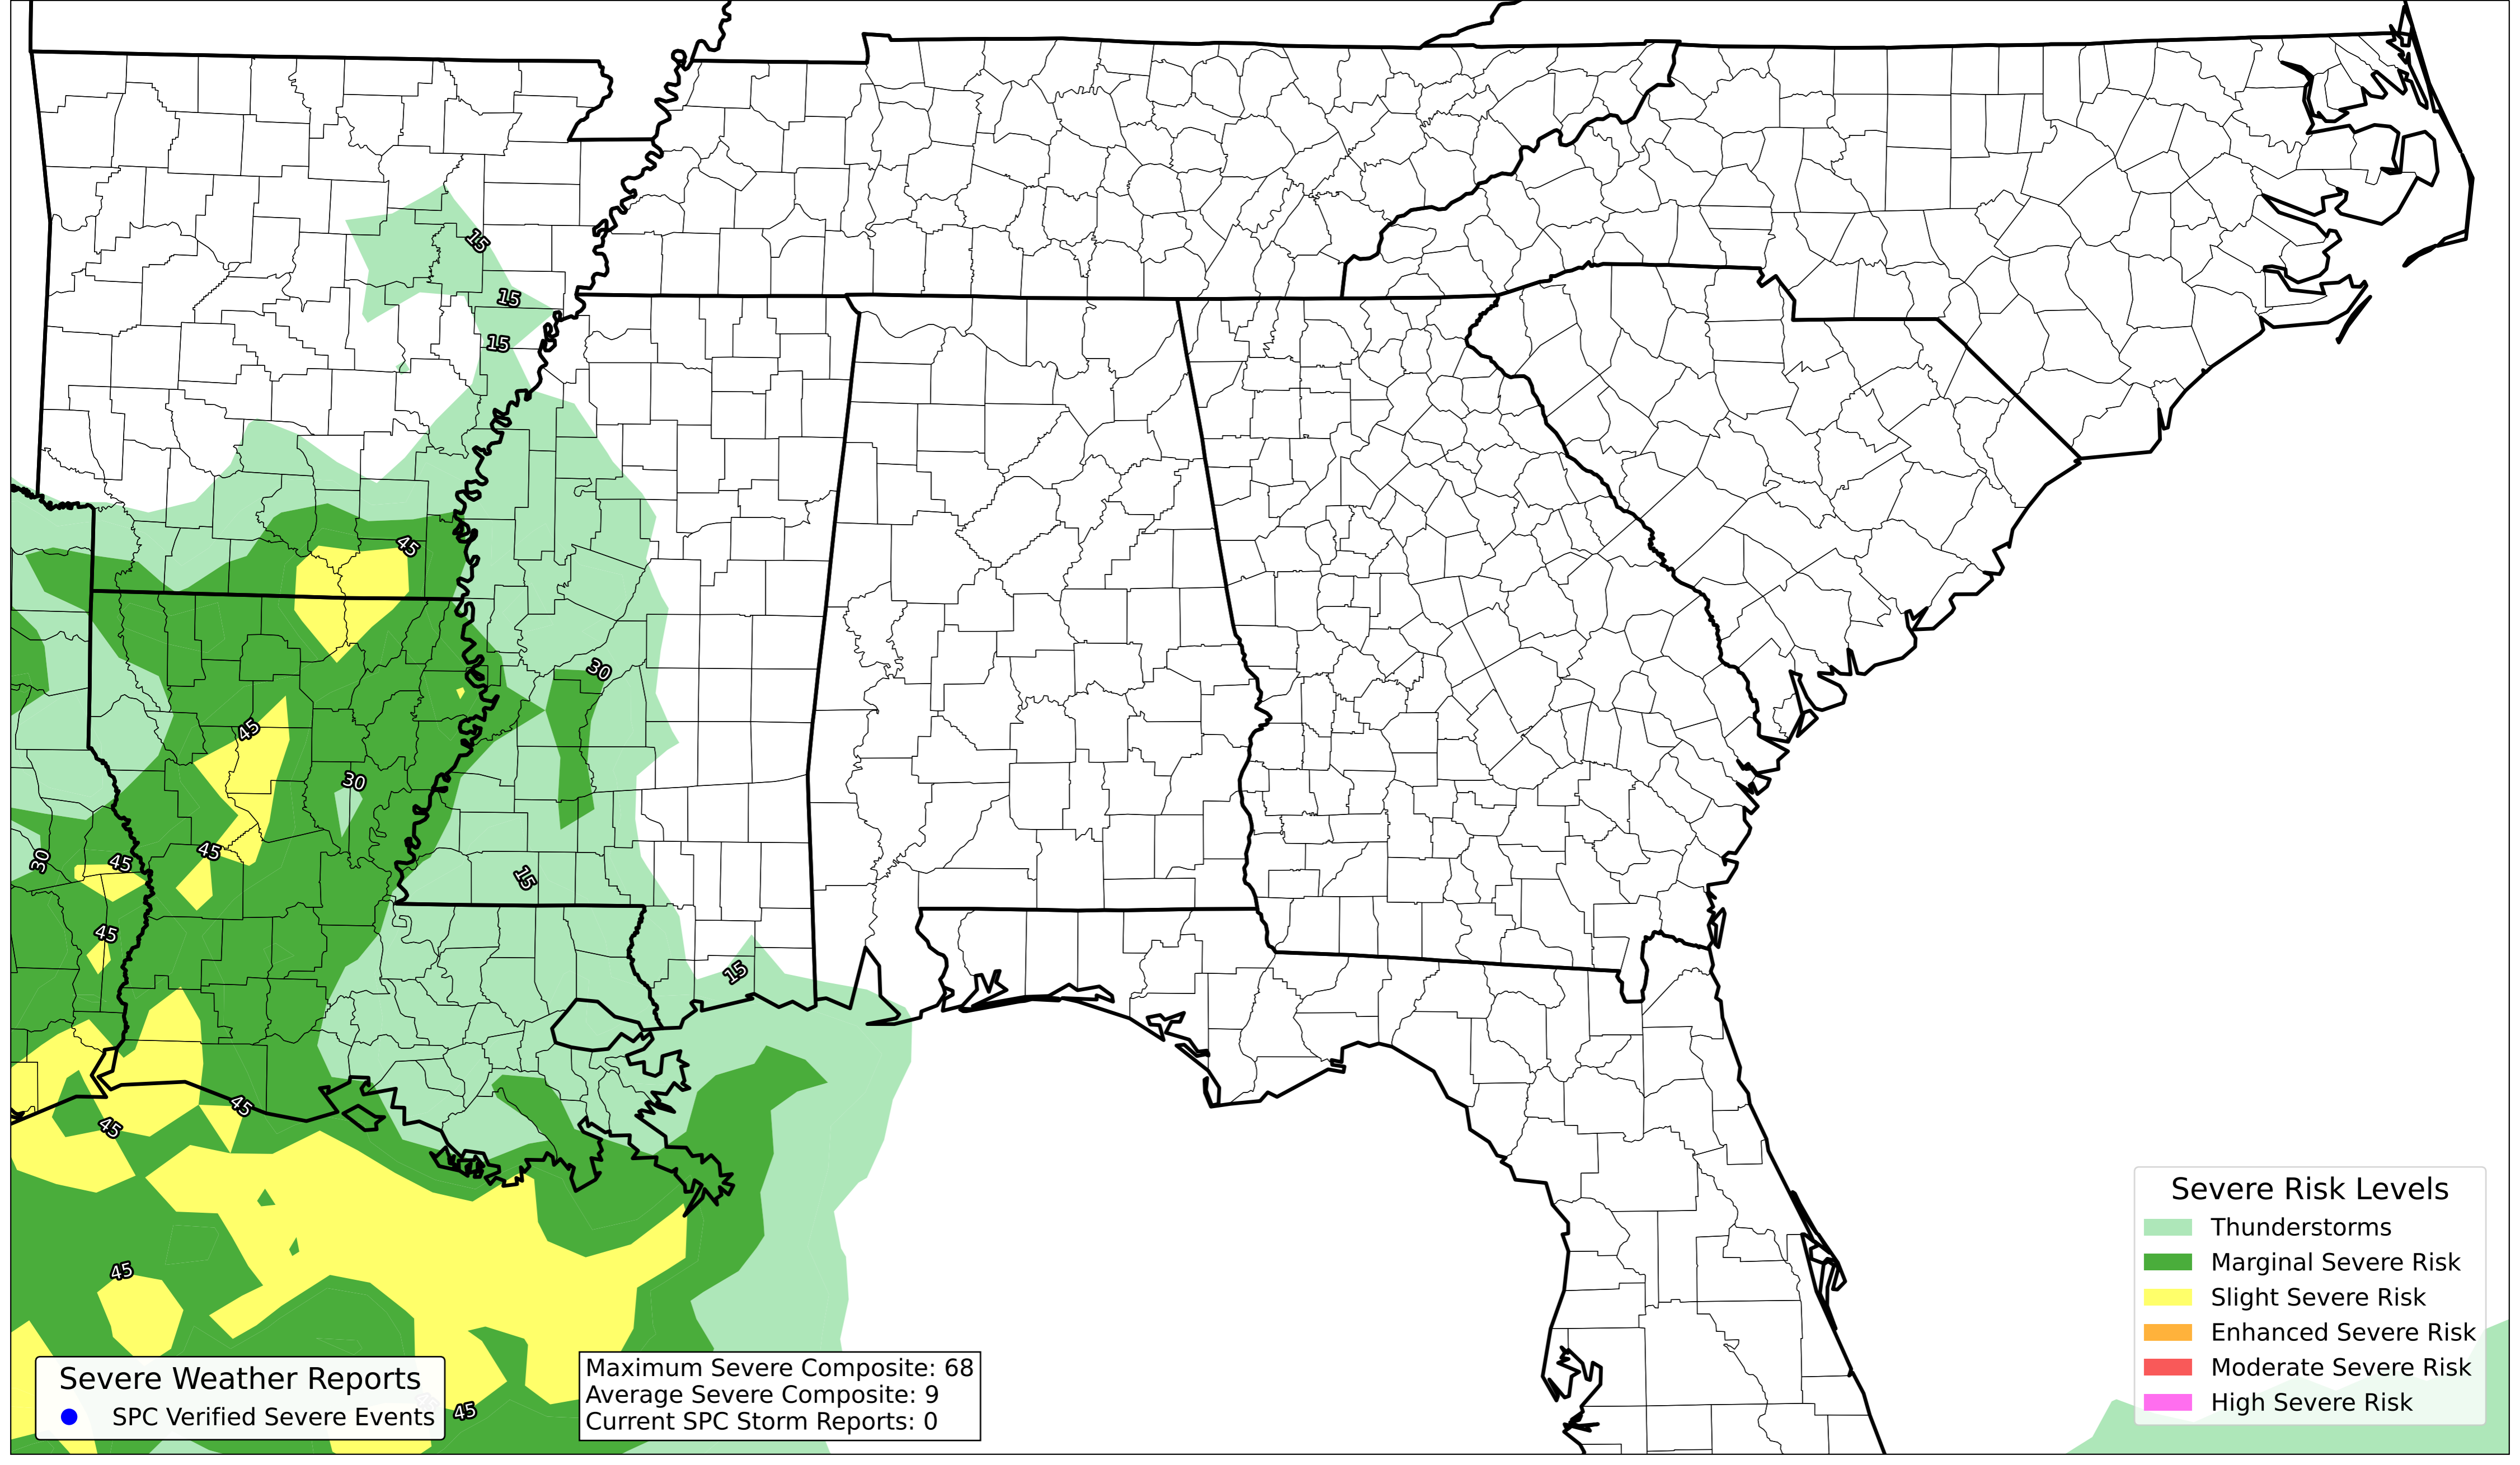 15
15
15
45
30
45
30
45
45
30
15
45
15
45
45
45
45
Severe Risk Levels
Thunderstorms
Marginal Severe Risk
Slight Severe Risk
Enhanced Severe Risk
Moderate Severe Risk
High Severe Risk
Severe Weather Reports
SPC Verified Severe Events
Maximum Severe Composite: 68
Average Severe Composite: 9
Current SPC Storm Reports: 0